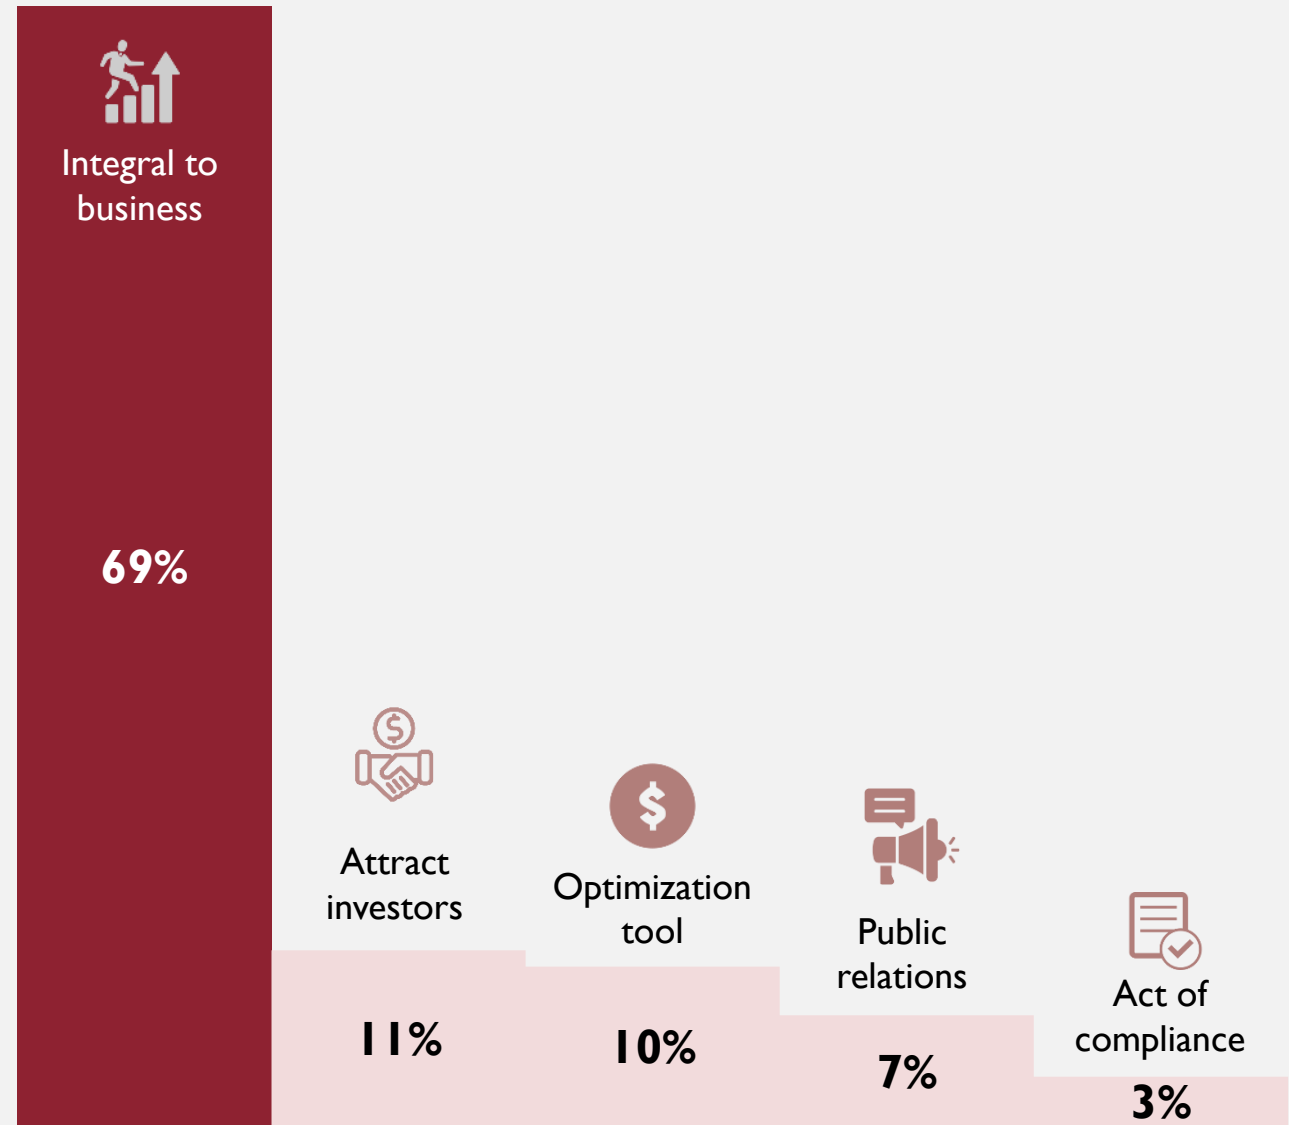 Integral to
business
69%
Attract
investors
11%
Optimization
tool
10%
Public
relations
7%
Act of
compliance
3%